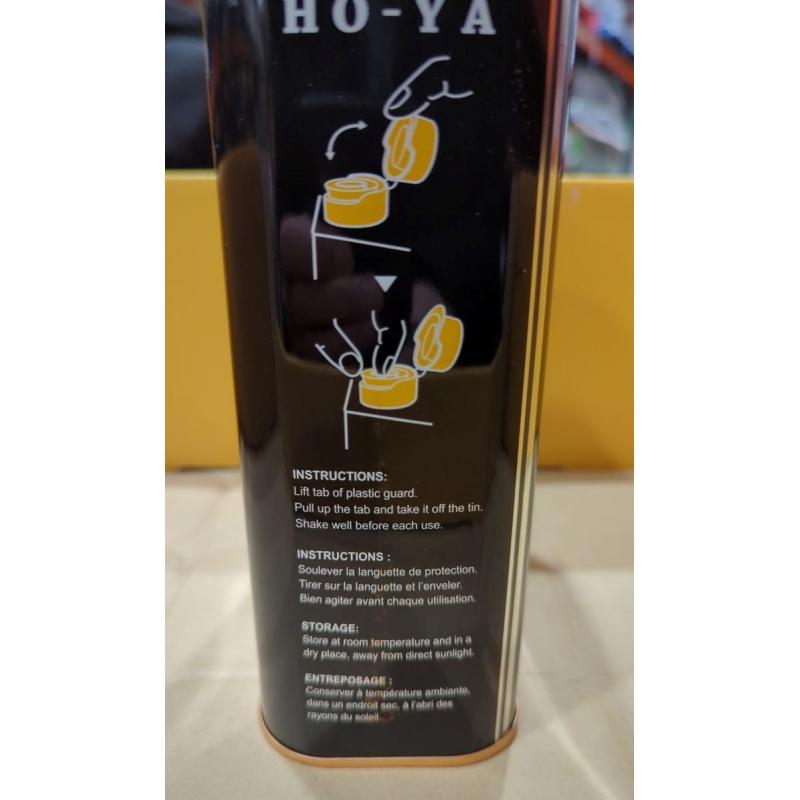 HO-YA
INSTRUCTIONS:
Lift tab of plastic guard.
Pull up the tab and take it off the tin.
Shake well before each use.
INSTRUCTIONS :
Soulever la languette de protection.
Tirer sur la languette et l'enveler.
Bien agiter avant chaque utilisation.
STORAGE:
Store at room temperature and in a
dry place, away from direct sunlight.
ENTREPOSAGE :
Conserver à température ambiante,
dans un endroit sec, à l'abri des
rayons du soleil.